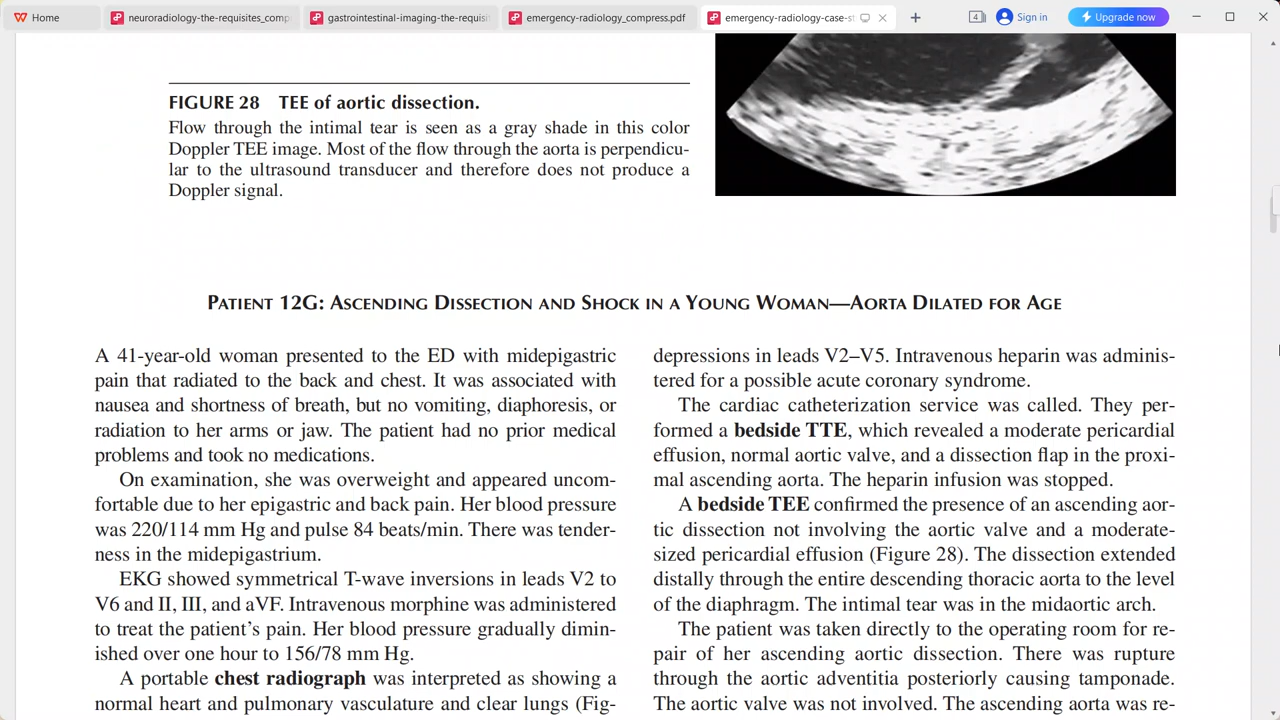 Home
neuroradiology-the-requisites_comp
gastrointestinal-imaging-the-requisit
emergency-radiology_compress.pdf
emergency-radiology-case-st
4
Sign in
Upgrade now
FIGURE 28 TEE of aortic dissection.
Flow through the intimal tear is seen as a gray shade in this color
Doppler TEE image. Most of the flow through the aorta is perpendicu-
lar to the ultrasound transducer and therefore does not produce a
Doppler signal.
PATIENT 12G: ASCENDING DISSECTION AND SHOCK IN A YOUNG WOMAN—AORTA DILATED FOR AGE
A 41-year-old woman presented to the ED with midepigastric
pain that radiated to the back and chest. It was associated with
nausea and shortness of breath, but no vomiting, diaphoresis, or
radiation to her arms or jaw. The patient had no prior medical
problems and took no medications.
On examination, she was overweight and appeared uncom-
fortable due to her epigastric and back pain. Her blood pressure
was 220/114 mm Hg and pulse 84 beats/min. There was tender-
ness in the midepigastrium.
EKG showed symmetrical T-wave inversions in leads V2 to
V6 and II, III, and aVF. Intravenous morphine was administered
to treat the patient's pain. Her blood pressure gradually dimin-
ished over one hour to 156/78 mm Hg.
A portable chest radiograph was interpreted as showing a
normal heart and pulmonary vasculature and clear lungs (Fig-
depressions in leads V2–V5. Intravenous heparin was adminis-
tered for a possible acute coronary syndrome.
The cardiac catheterization service was called. They per-
formed a bedside TTE, which revealed a moderate pericardial
effusion, normal aortic valve, and a dissection flap in the proxi-
mal ascending aorta. The heparin infusion was stopped.
A bedside TEE confirmed the presence of an ascending aor-
tic dissection not involving the aortic valve and a moderate-
sized pericardial effusion (Figure 28). The dissection extended
distally through the entire descending thoracic aorta to the level
of the diaphragm. The intimal tear was in the midaortic arch.
The patient was taken directly to the operating room for re-
pair of her ascending aortic dissection. There was rupture
through the aortic adventitia posteriorly causing tamponade.
The aortic valve was not involved. The ascending aorta was re-